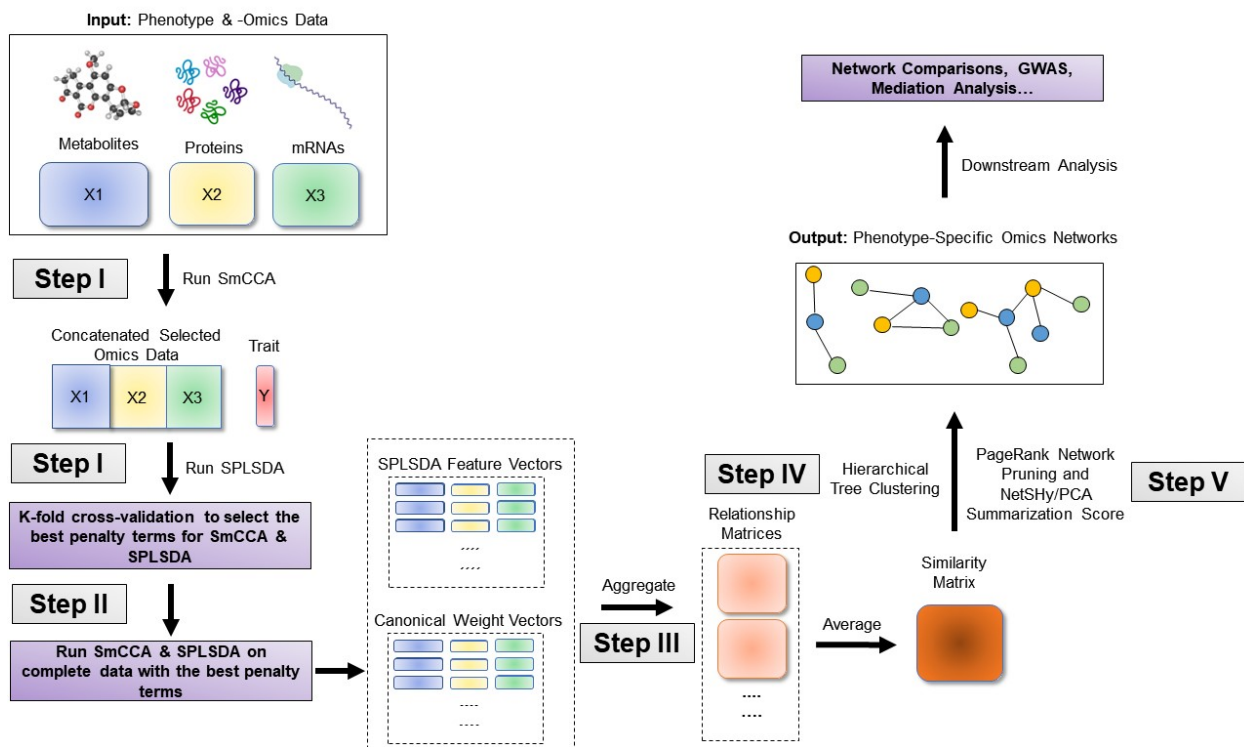 Input: Phenotype & -Omics Data
Metabolites
Proteins
mRNAs
X1
X2
X3
Step I
Run SmCCA
Concatenated Selected
Omics Data
Trait
X1
X2
X3
Y
Step I
Run SPLSDA
K-fold cross-validation to select the
best penalty terms for SmCCA &
SPLSDA
Step II
Run SmCCA & SPLSDA on
complete data with the best penalty
terms
SPLSDA Feature Vectors
....
....
Canonical Weight Vectors
....
....
Aggregate
Step III
Step IV
Relationship
Matrices
....
....
Average
Similarity
Matrix
Hierarchical
Tree Clustering
PageRank Network
Pruning and
NetSHy/PCA
Summarization Score
Step V
Output: Phenotype-Specific Omics Networks
Downstream Analysis
Network Comparisons, GWAS,
Mediation Analysis...